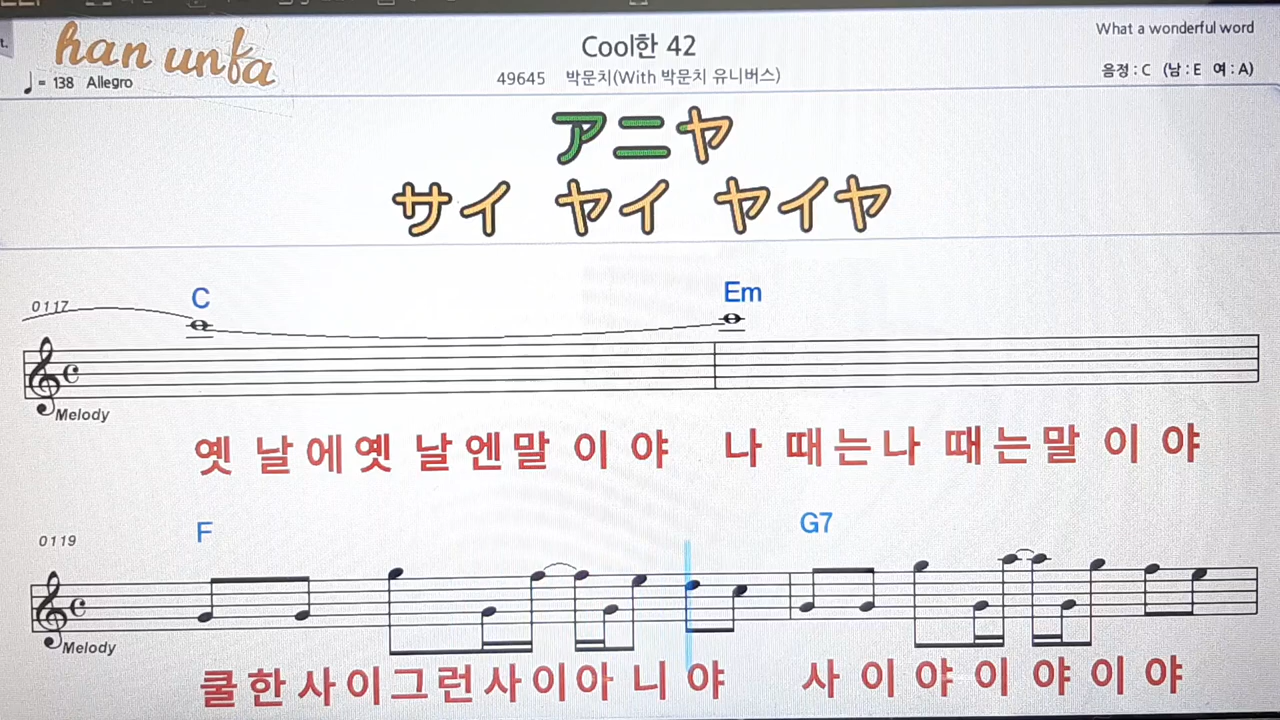 t.
han unfa
Cool한 42
What a wonderful word
♩= 138 Allegro
49645 박문치(With 박문치 유니버스)
음정 : C (남 : E 여 : A)
アニヤ
サイ ヤイ ヤイヤ
0117
C
Em
Melody
옛 날 에 옛 날 엔 말 이 야 나 때 는 나 때 는 말 이 야
0119
F
G7
Melody
쿨 한 사 이 그 런 사 이 아 니 야 사 이 야 이 야 이 야